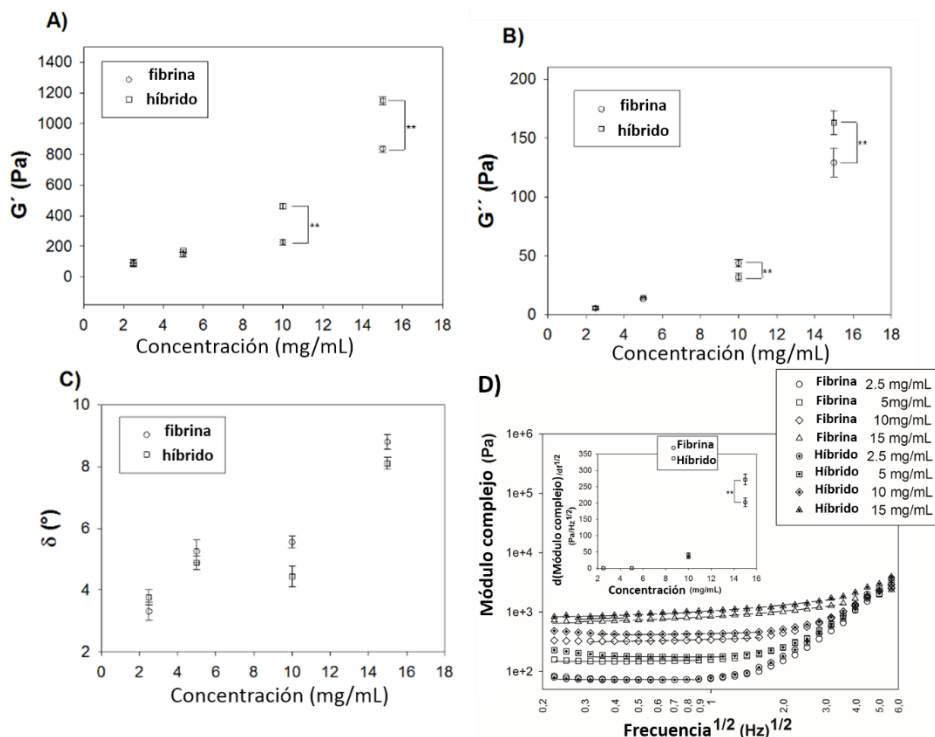 A)
fibrina
híbrido
G´ (Pa)
1400
1200
1000
800
600
400
200
0
**
**
0 2 4 6 8 10 12 14 16 18
Concentración (mg/mL)
B)
fibrina
híbrido
G´´ (Pa)
200
150
100
50
0
**
**
0 2 4 6 8 10 12 14 16 18
Concentración (mg/mL)
C)
fibrina
híbrido
δ (º)
10
8
6
4
2
0 2 4 6 8 10 12 14 16 18
Concentración (mg/mL)
D)
Fibrina 2.5 mg/mL
Fibrina 5mg/mL
Fibrina 10mg/mL
Fibrina 15 mg/mL
Híbrido 2.5 mg/mL
Híbrido 5 mg/mL
Híbrido 10 mg/mL
Híbrido 15 mg/mL
Módulo complejo (Pa)
1e+6
1e+5
1e+4
1e+3
1e+2
Fibrina
Híbrido
d(Módulo complejo)/df1/2
(Pa/Hz1/2)
350
300
250
200
150
100
50
0
**
2 4 6 8 10 12 14 16
Concentración (mg/mL)
0,2 0,3 0,4 0,5 0,6 0,7 0,8 0,9 1 2,0 3,0 4,0 5,0 6,0
Frecuencia1/2 (Hz)1/2